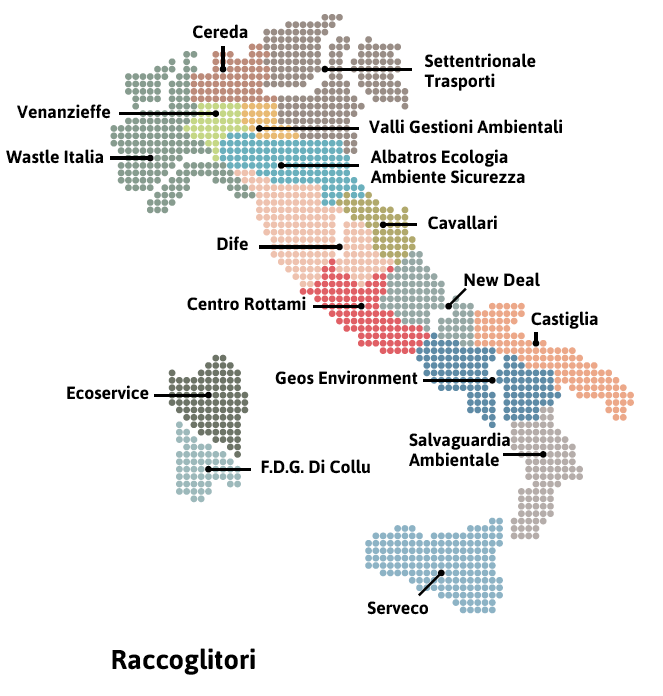 Cereda
Settentrionale
Trasporti
Venanzieffe
Valli Gestioni Ambientali
Wastle Italia
Albatros Ecologia
Ambiente Sicurezza
Cavallari
Dife
New Deal
Centro Rottami
Castiglia
Geos Environment
Ecoservice
Salvaguardia
Ambientale
F.D.G. Di Collu
Serveco
Raccoglitori